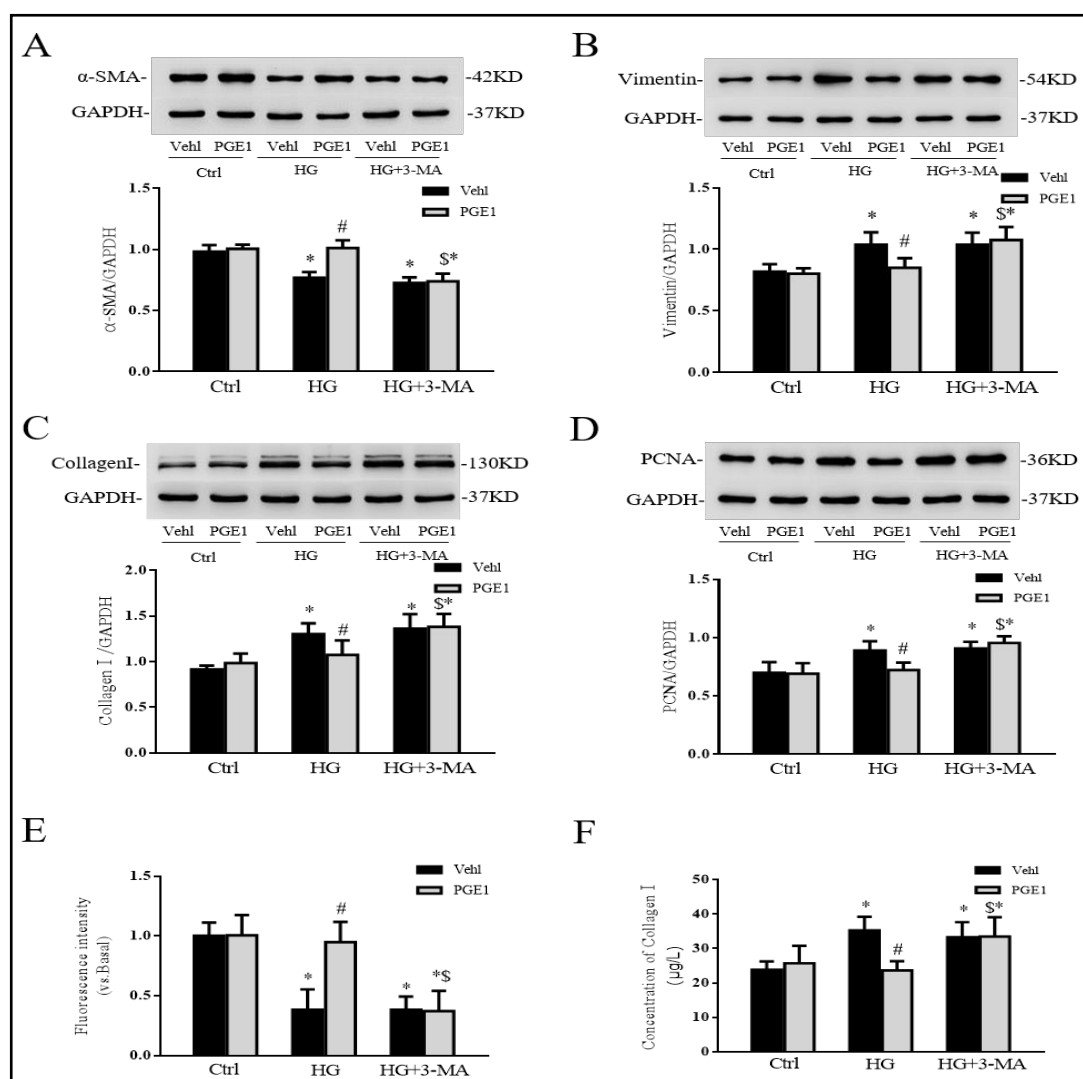 A
α-SMA- -42KD
GAPDH- -37KD
Vehl PGE1 Vehl PGE1 Vehl PGE1
Ctrl HG HG+3-MA
Vehl
PGE1
1.5
1.0
0.5
0.0
α-SMA/GAPDH
* # * $*
Ctrl HG HG+3-MA
B
Vimentin- -54KD
GAPDH- -37KD
Vehl PGE1 Vehl PGE1 Vehl PGE1
Ctrl HG HG+3-MA
Vehl
PGE1
1.5
1.0
0.5
0.0
Vimentin/GAPDH
* # * $*
Ctrl HG HG+3-MA
C
CollagenI- -130KD
GAPDH- -37KD
Vehl PGE1 Vehl PGE1 Vehl PGE1
Ctrl HG HG+3-MA
Vehl
PGE1
2.0
1.5
1.0
0.5
0.0
Collagen I /GAPDH
* # * $*
Ctrl HG HG+3-MA
D
PCNA- -36KD
GAPDH- -37KD
Vehl PGE1 Vehl PGE1 Vehl PGE1
Ctrl HG HG+3-MA
Vehl
PGE1
1.5
1.0
0.5
0.0
PCNA/GAPDH
* # * $*
Ctrl HG HG+3-MA
E
Vehl
PGE1
1.5
1.0
0.5
0.0
Fluorescence intensity
(vs.Basal)
* # * *$
Ctrl HG HG+3-MA
F
Vehl
PGE1
50
40
30
20
10
0
Concentration of Collagen I
(μg/L)
* # * $*
Ctrl HG HG+3-MA